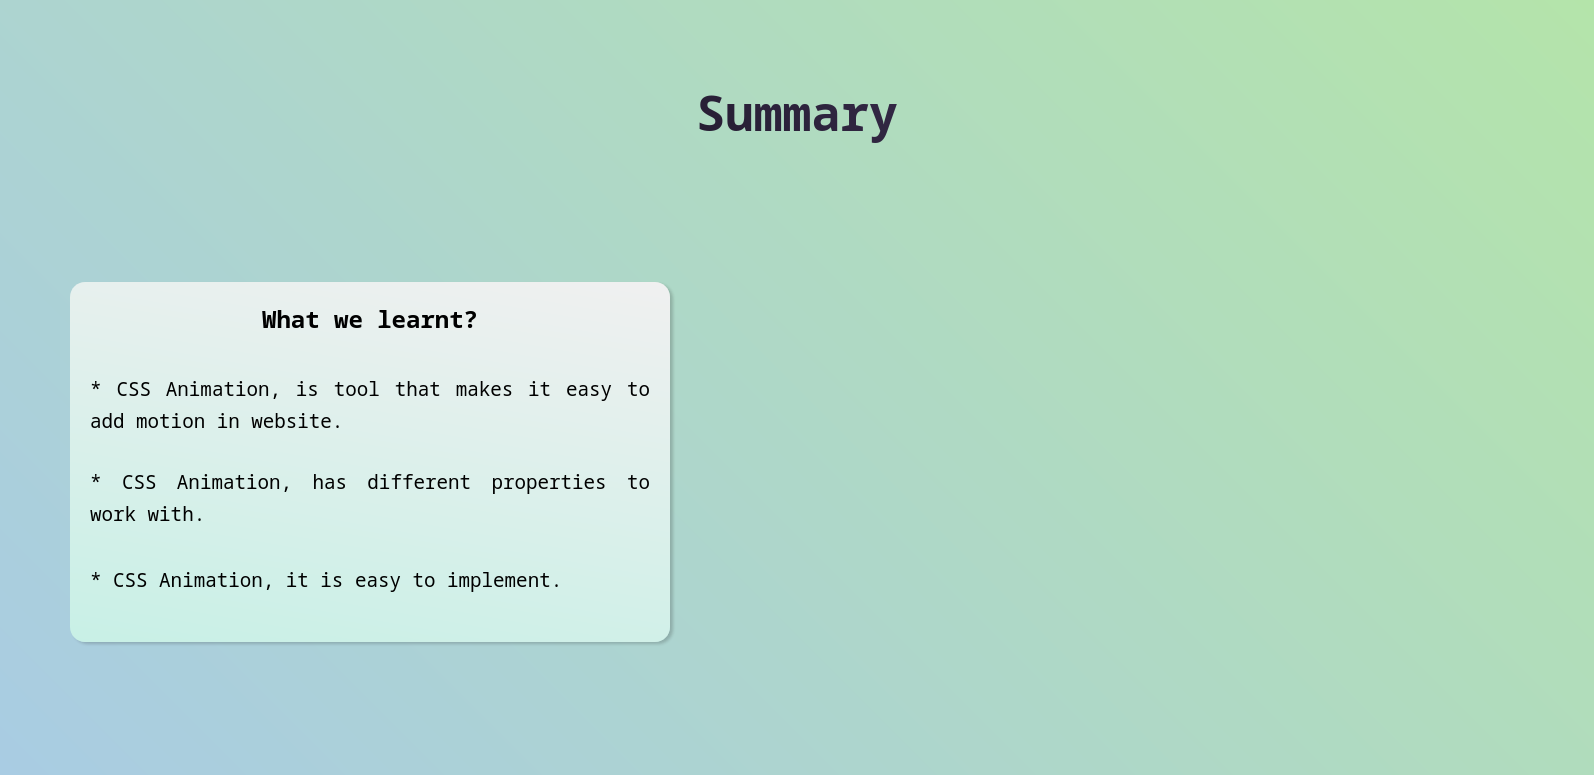 Summary
What we learnt?
* CSS Animation, is tool that makes it easy to
add motion in website.
* CSS Animation, has different properties to
work with.
* CSS Animation, it is easy to implement.